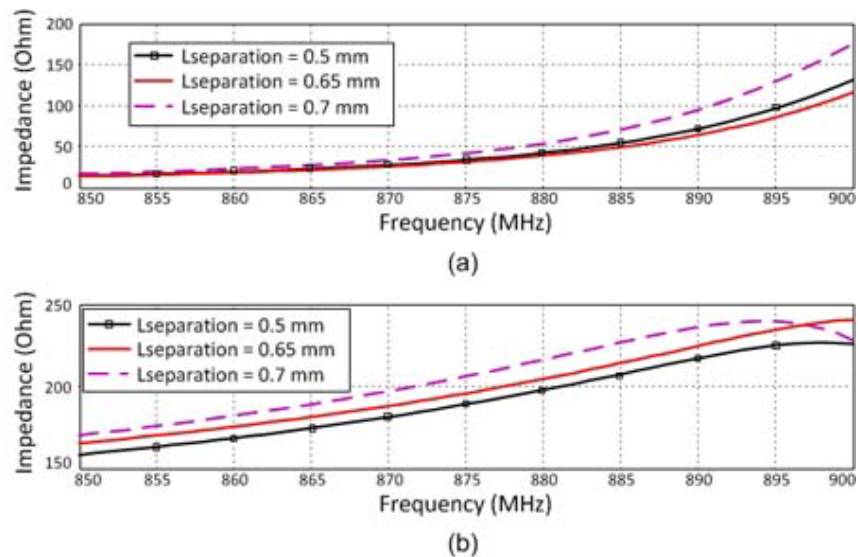 200
150
100
50
0
Impedance (Ohm)
Lseparation = 0.5 mm
Lseparation = 0.65 mm
Lseparation = 0.7 mm
850 855 860 865 870 875 880 885 890 895 900
Frequency (MHz)
(a)
250
200
150
Impedance (Ohm)
Lseparation = 0.5 mm
Lseparation = 0.65 mm
Lseparation = 0.7 mm
850 855 860 865 870 875 880 885 890 895 900
Frequency (MHz)
(b)